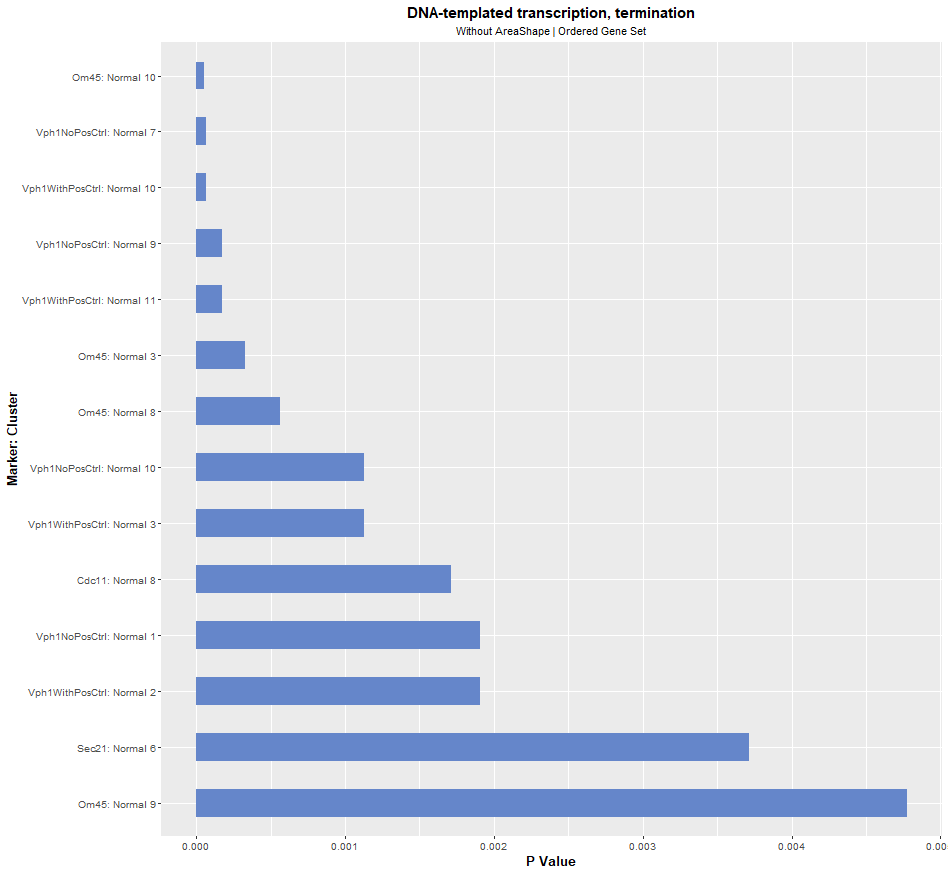 DNA-templated transcription, termination
Without AreaShape | Ordered Gene Set
Om45: Normal 10
Vph1NoPosCtrl: Normal 7
Vph1WithPosCtrl: Normal 10
Vph1NoPosCtrl: Normal 9
Vph1WithPosCtrl: Normal 11
Om45: Normal 3
Om45: Normal 8
Vph1NoPosCtrl: Normal 10
Vph1WithPosCtrl: Normal 3
Cdc11: Normal 8
Vph1NoPosCtrl: Normal 1
Vph1WithPosCtrl: Normal 2
Sec21: Normal 6
Om45: Normal 9
Marker: Cluster
0.000 0.001 0.002 0.003 0.004
P Value